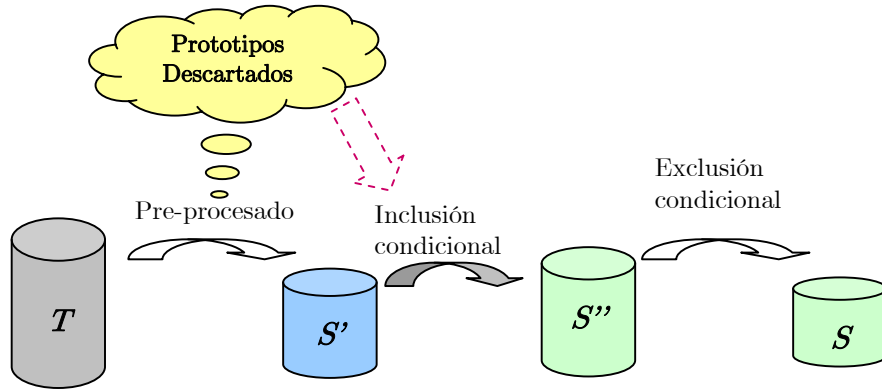 Prototipos
Descartados
Pre-procesado
Inclusión
condicional
Exclusión
condicional
T
S’
S’’
S